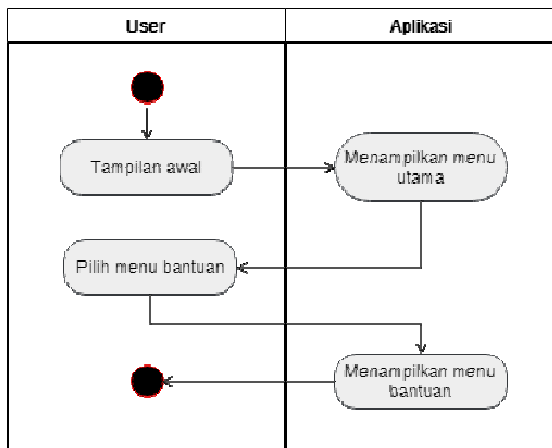 User
Aplikasi
Tampilan awal
Menampilkan menu
utama
Pilih menu bantuan
Menampilkan menu
bantuan